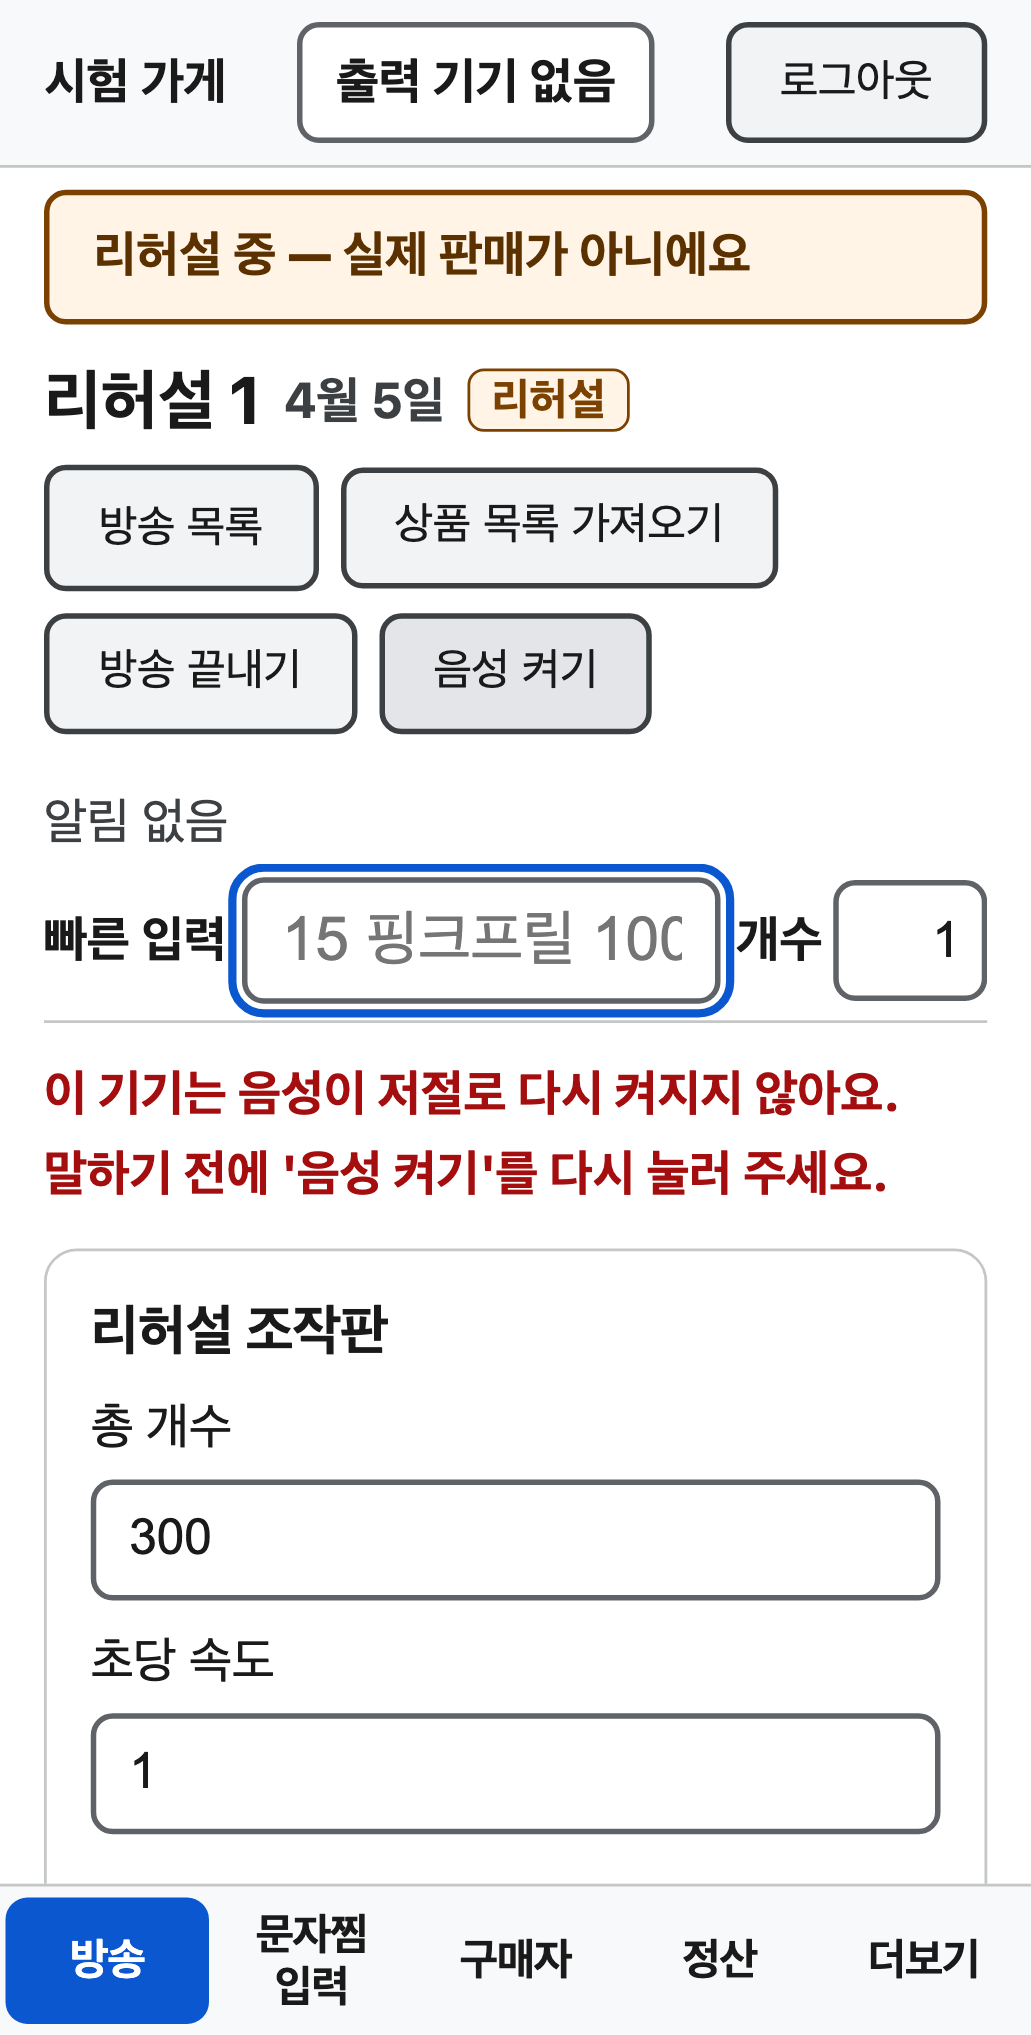 시험 가게 출력 기기 없음 로그아웃
리허설 중 — 실제 판매가 아니에요
리허설 1 4월 5일 리허설
방송 목록 상품 목록 가져오기
방송 끝내기 음성 켜기
알림 없음
빠른 입력 15 핑크프릴 100 개수 1
이 기기는 음성이 저절로 다시 켜지지 않아요.
말하기 전에 '음성 켜기'를 다시 눌러 주세요.
리허설 조작판
총 개수
300
초당 속도
1
방송 문자찜 입력 구매자 정산 더보기